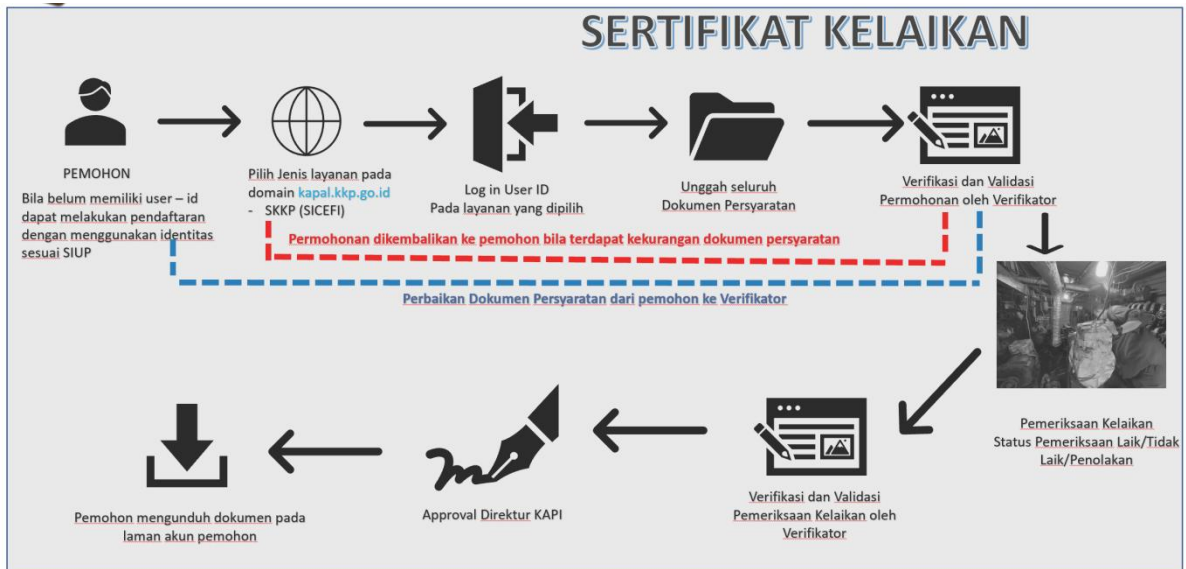 SERTIFIKAT KELAIKAN
PEMOHON
Bila belum memiliki user – id
dapat melakukan pendaftaran
dengan menggunakan identitas
sesuai SIUP
Pilih Jenis layanan pada
domain kapal.kkp.go.id
- SKKP (SICEFI)
Log in User ID
Pada layanan yang dipilih
Unggah seluruh
Dokumen Persyaratan
Verifikasi dan Validasi
Permohonan oleh Verifikator
Permohonan dikembalikan ke pemohon bila terdapat kekurangan dokumen persyaratan
Perbaikan Dokumen Persyaratan dari pemohon ke Verifikator
Pemeriksaan Kelaikan
Status Pemeriksaan Laik/Tidak
Laik/Penolakan
Verifikasi dan Validasi
Pemeriksaan Kelaikan oleh
Verifikator
Approval Direktur KAPI
Pemohon mengunduh dokumen pada
laman akun pemohon